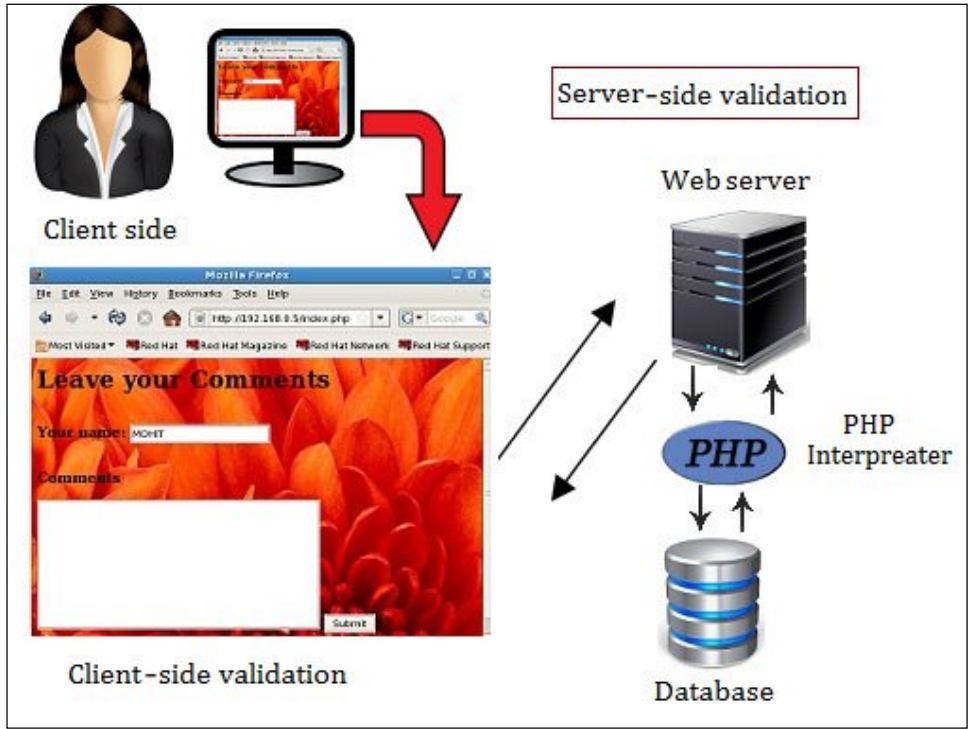 Client side
Server-side validation
Web server
Mozilla Firefox
File Edit View History Bookmarks Tools Help
http://192.168.0.5/index.php
Google
Most Visited Red Hat Red Hat Magazine Red Hat Network Red Hat Support
Leave your Comments
Your name: MOHIT
Comments
Submit
PHP
PHP
Interpreater
Client-side validation
Database